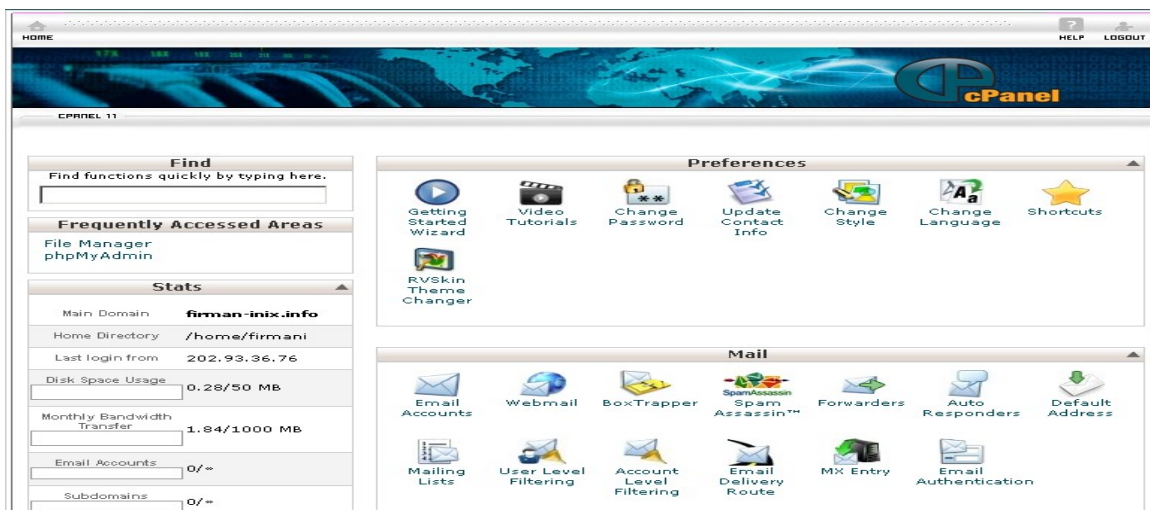 HOME
HELP LOGOUT
cPanel
CPANEL 11
Find
Find functions quickly by typing here.
Frequently Accessed Areas
File Manager
phpMyAdmin
Stats
Main Domain firman-inix.info
Home Directory /home/firmani
Last login from 202.93.36.76
Disk Space Usage 0.28/50 MB
Monthly Bandwidth
Transfer 1.84/1000 MB
Email Accounts 0/∞
Subdomains 0/∞
Preferences
Getting Started Wizard
Video Tutorials
Change Password
Update Contact Info
Change Style
Change Language
Shortcuts
RVSkin Theme Changer
Mail
Email Accounts
Webmail
BoxTrapper
SpamAssassin
Spam Assassin™
Forwarders
Auto Responders
Default Address
Mailing Lists
User Level Filtering
Account Level Filtering
Email Delivery Route
MX Entry
Email Authentication